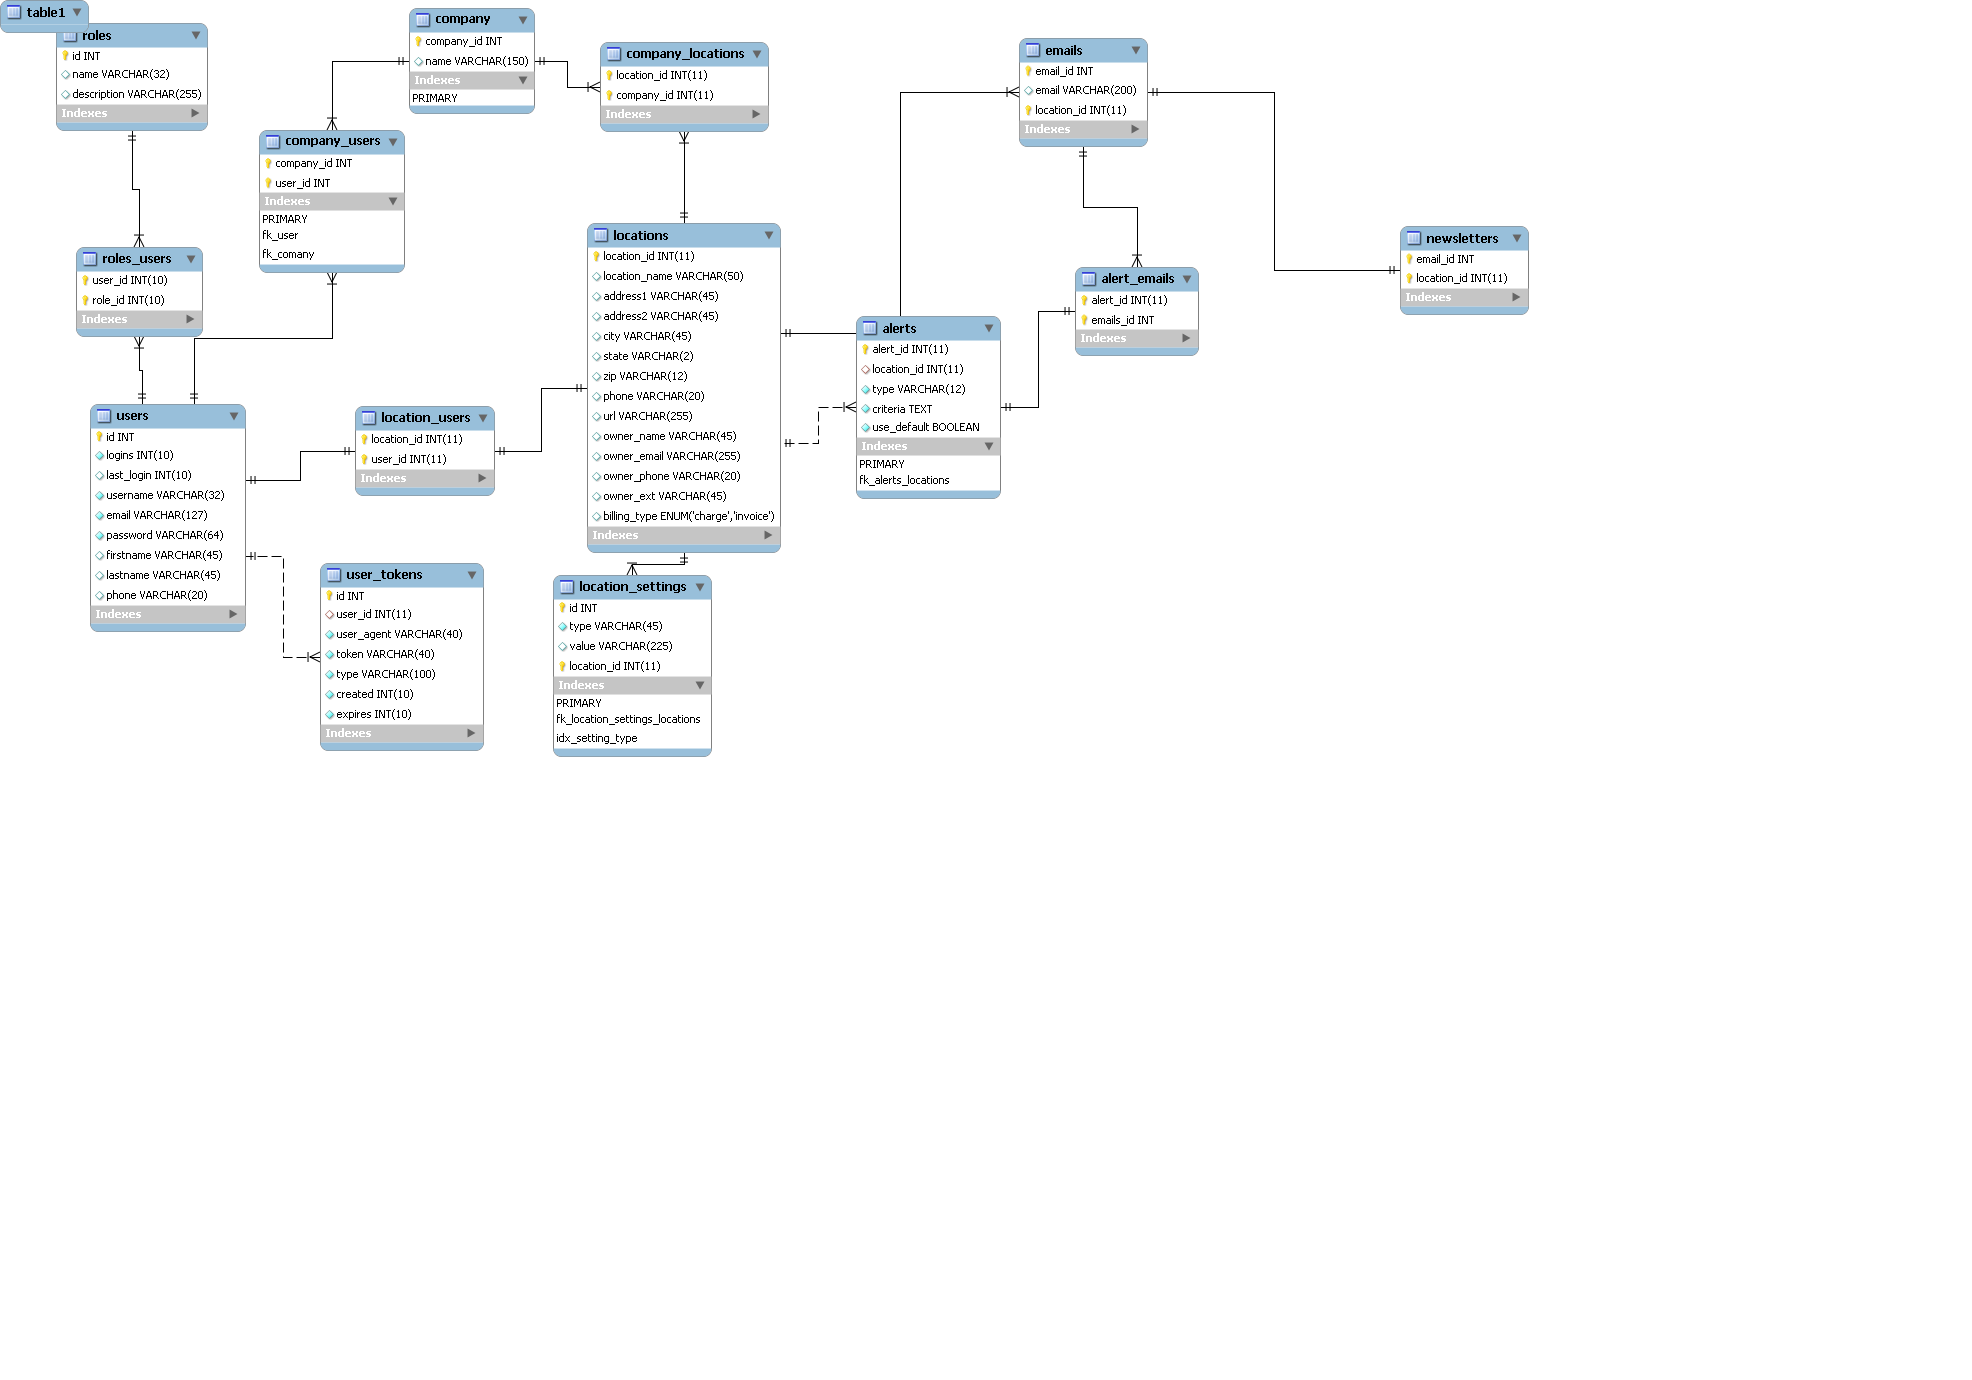 table1
roles
id INT
name VARCHAR(32)
description VARCHAR(255)
Indexes
company
company_id INT
name VARCHAR(150)
Indexes
PRIMARY
company_locations
location_id INT(11)
company_id INT(11)
Indexes
emails
email_id INT
email VARCHAR(200)
location_id INT(11)
Indexes
company_users
company_id INT
user_id INT
Indexes
PRIMARY
fk_user
fk_comany
roles_users
user_id INT(10)
role_id INT(10)
Indexes
locations
location_id INT(11)
location_name VARCHAR(50)
address1 VARCHAR(45)
address2 VARCHAR(45)
city VARCHAR(45)
state VARCHAR(2)
zip VARCHAR(12)
phone VARCHAR(20)
url VARCHAR(255)
owner_name VARCHAR(45)
owner_email VARCHAR(255)
owner_phone VARCHAR(20)
owner_ext VARCHAR(45)
billing_type ENUM('charge','invoice')
Indexes
newsletters
email_id INT
location_id INT(11)
Indexes
alert_emails
alert_id INT(11)
emails_id INT
Indexes
alerts
alert_id INT(11)
location_id INT(11)
type VARCHAR(12)
criteria TEXT
use_default BOOLEAN
Indexes
PRIMARY
fk_alerts_locations
users
id INT
logins INT(10)
last_login INT(10)
username VARCHAR(32)
email VARCHAR(127)
password VARCHAR(64)
firstname VARCHAR(45)
lastname VARCHAR(45)
phone VARCHAR(20)
Indexes
location_users
location_id INT(11)
user_id INT(11)
Indexes
user_tokens
id INT
user_id INT(11)
user_agent VARCHAR(40)
token VARCHAR(40)
type VARCHAR(100)
created INT(10)
expires INT(10)
Indexes
location_settings
id INT
type VARCHAR(45)
value VARCHAR(225)
location_id INT(11)
Indexes
PRIMARY
fk_location_settings_locations
idx_setting_type